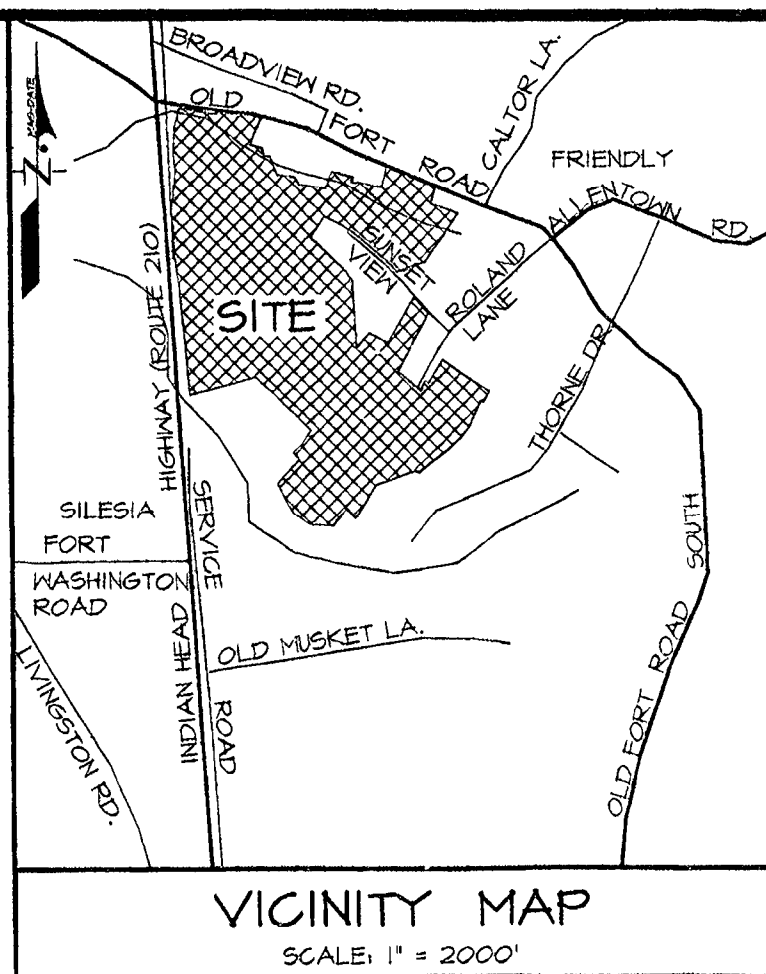 BROADVIEW RD.
OLD
FORT
ROAD
CALTOR LA.
FRIENDLY
ALLENTOWN
RD.
MAG-DATE
N
SUNSET
VIEW
ROLAND
LANE
SITE
THORNE DR
HIGHWAY (ROUTE 210)
SILESIA
FORT
WASHINGTON
ROAD
SERVICE
ROAD
INDIAN HEAD
OLD MUSKET LA.
LIVINGSTON RD.
SOUTH
OLD FORT ROAD
VICINITY MAP
SCALE: 1" = 2000'